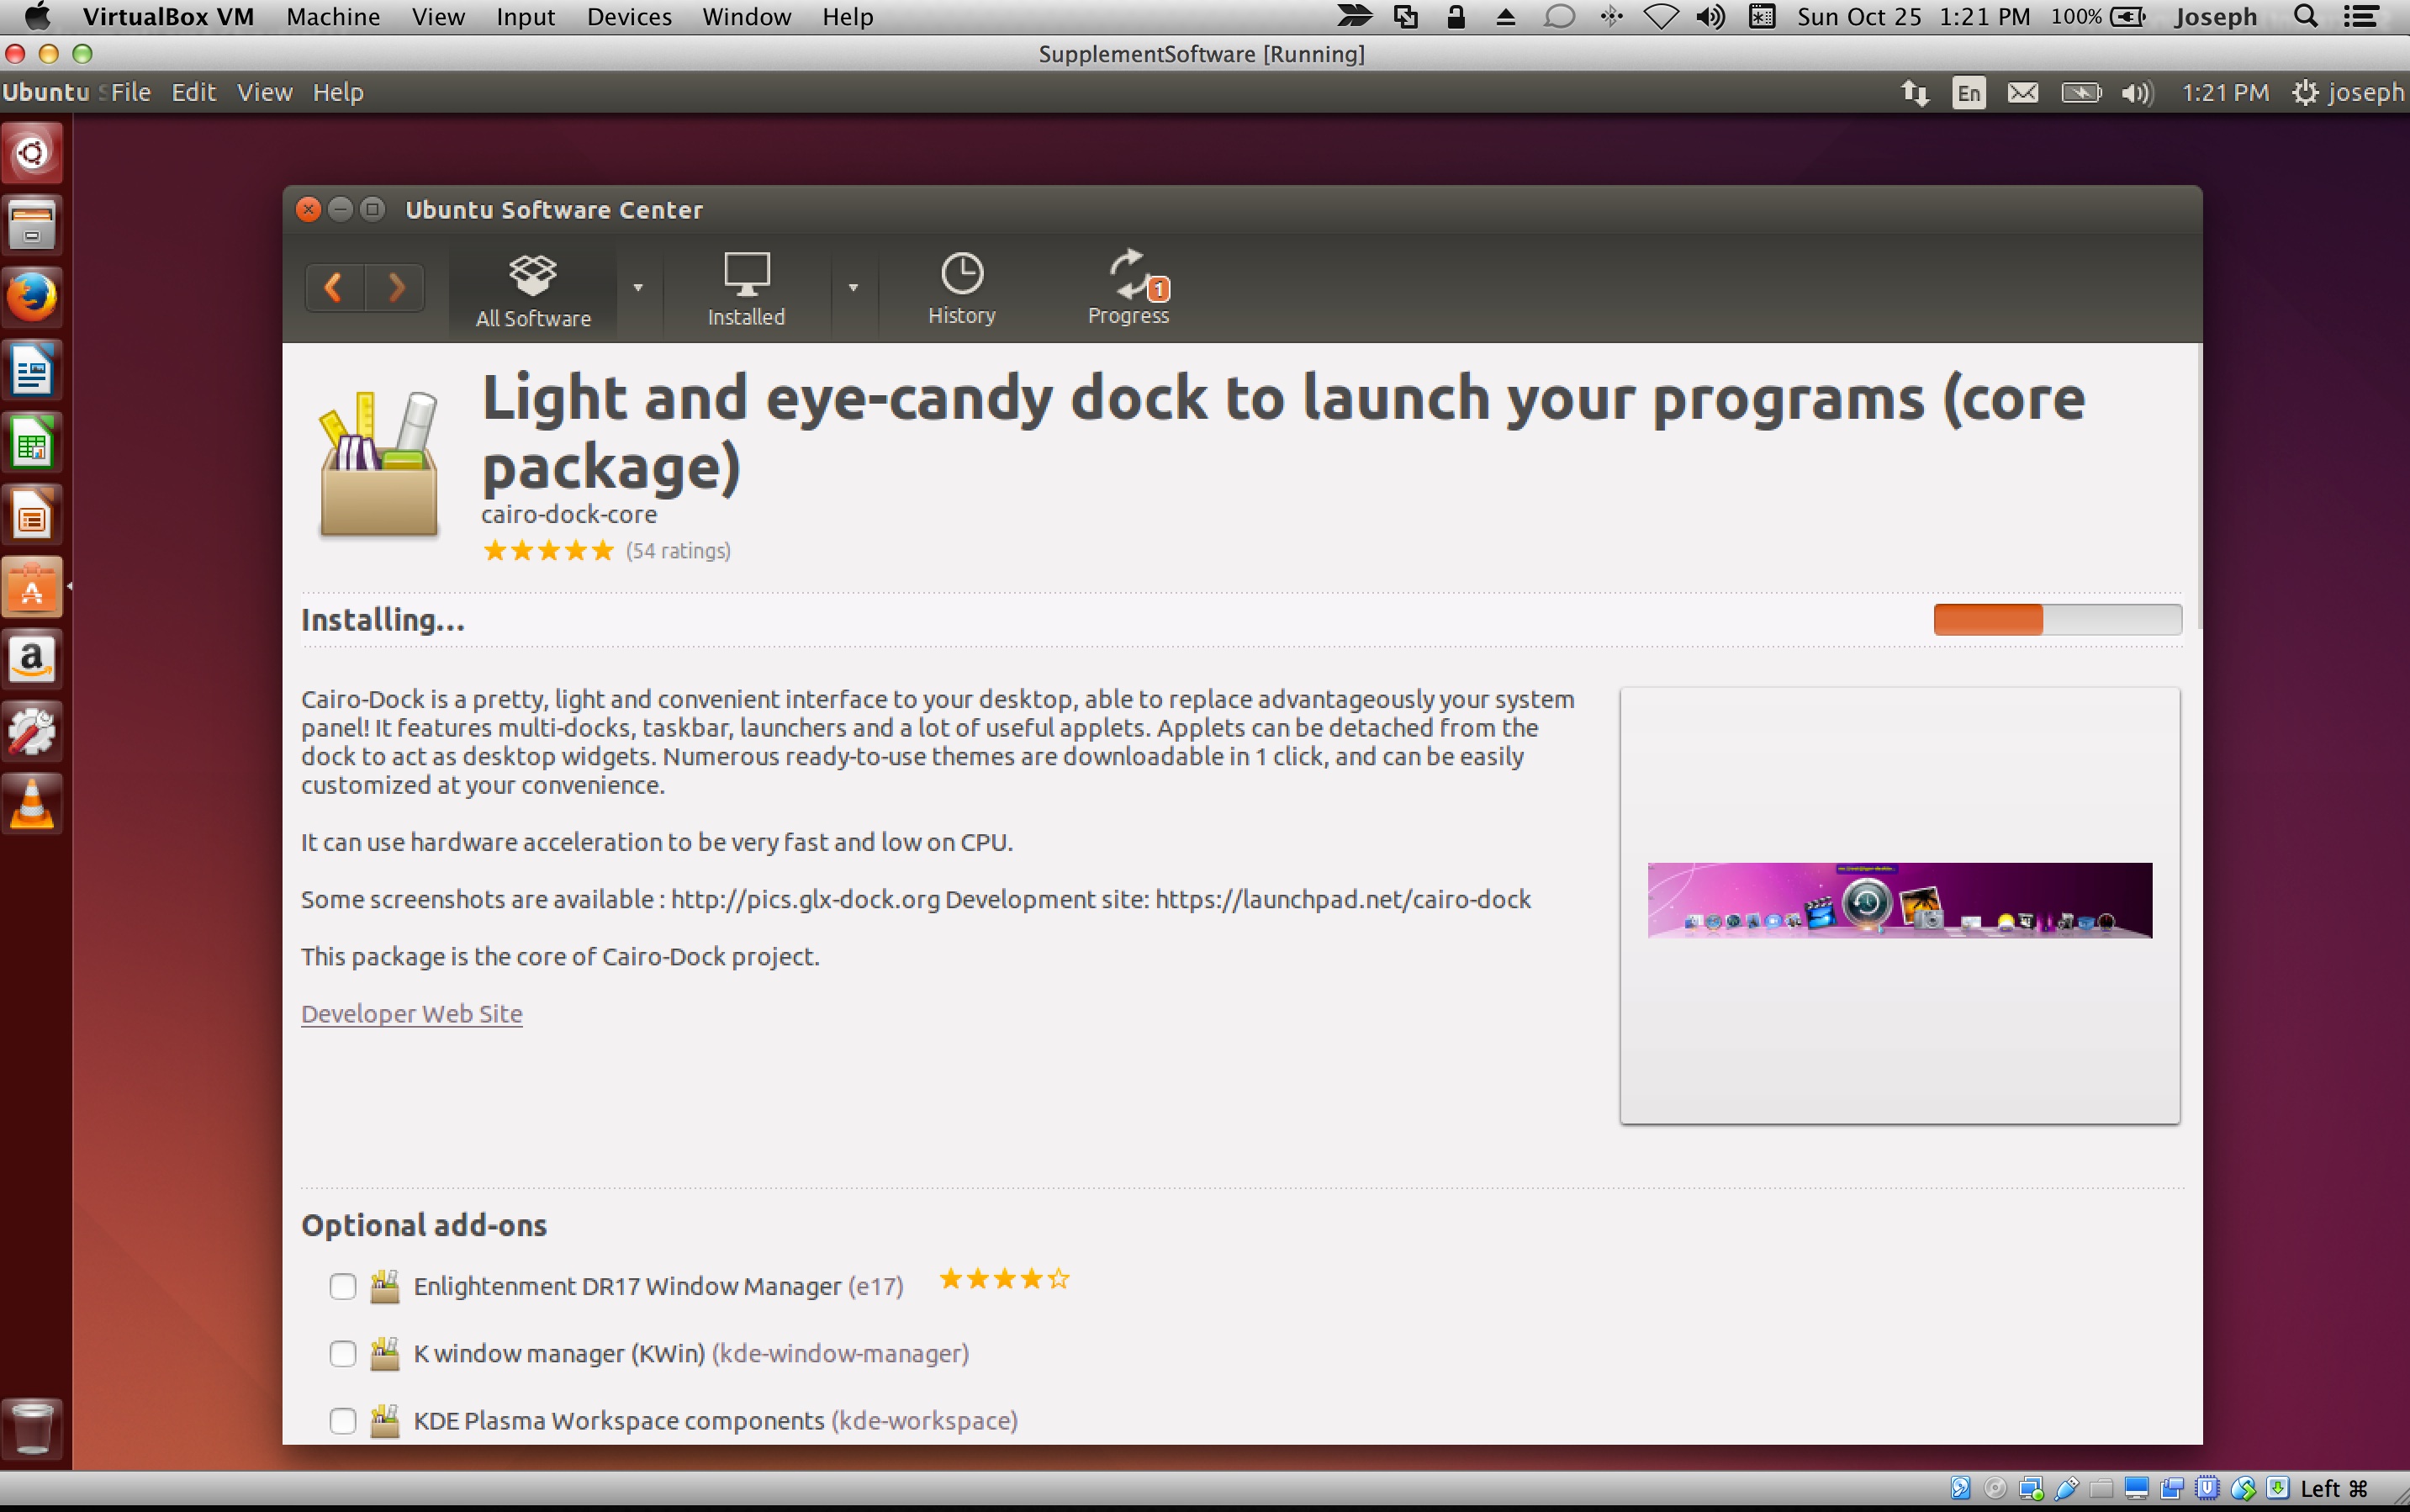 VirtualBox VM Machine View Input Devices Window Help Sun Oct 25 1:21 PM 100% Joseph
SupplementSoftware [Running]
Ubuntu S File Edit View Help En 1:21 PM joseph
Ubuntu Software Center
All Software Installed History Progress 1
Light and eye-candy dock to launch your programs (core
package)
cairo-dock-core
(54 ratings)
Installing...
Cairo-Dock is a pretty, light and convenient interface to your desktop, able to replace advantageously your system
panel! It features multi-docks, taskbar, launchers and a lot of useful applets. Applets can be detached from the
dock to act as desktop widgets. Numerous ready-to-use themes are downloadable in 1 click, and can be easily
customized at your convenience.
It can use hardware acceleration to be very fast and low on CPU.
Some screenshots are available : http://pics.glx-dock.org Development site: https://launchpad.net/cairo-dock
This package is the core of Cairo-Dock project.
Developer Web Site
Optional add-ons
Enlightenment DR17 Window Manager (e17)
K window manager (KWin) (kde-window-manager)
KDE Plasma Workspace components (kde-workspace)
Left ⌘